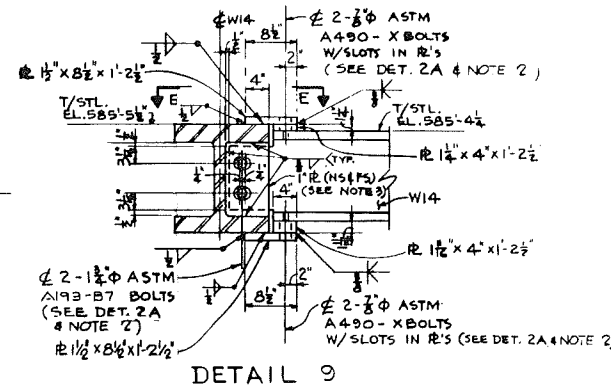 ℄W14
℄ 2-⅞"Φ ASTM
A490-X BOLTS
W/SLOTS IN ℞'S
(SEE DET. 2A & NOTE 2)
8½"
2"
4"
½
℞ 1½" X 8½" X 1'-2½"
E
E
T/STL.
EL. 585'-5½"
T/STL.
EL. 585'-4¼
℞ 1¼" X 4" X 1'-2½"
TYP.
1" ℞ (NS & FS)
(SEE NOTE 3)
4"
W14
℄ 2-1¾"Φ ASTM
A193-B7 BOLTS
(SEE DET. 2A
& NOTE 2)
℞ 1½" X 8½" X 1'-2½"
8½"
2"
℄ 2-⅞"Φ ASTM
A490-X BOLTS
W/SLOTS IN ℞'S (SEE DET. 2A & NOTE 2
DETAIL 9